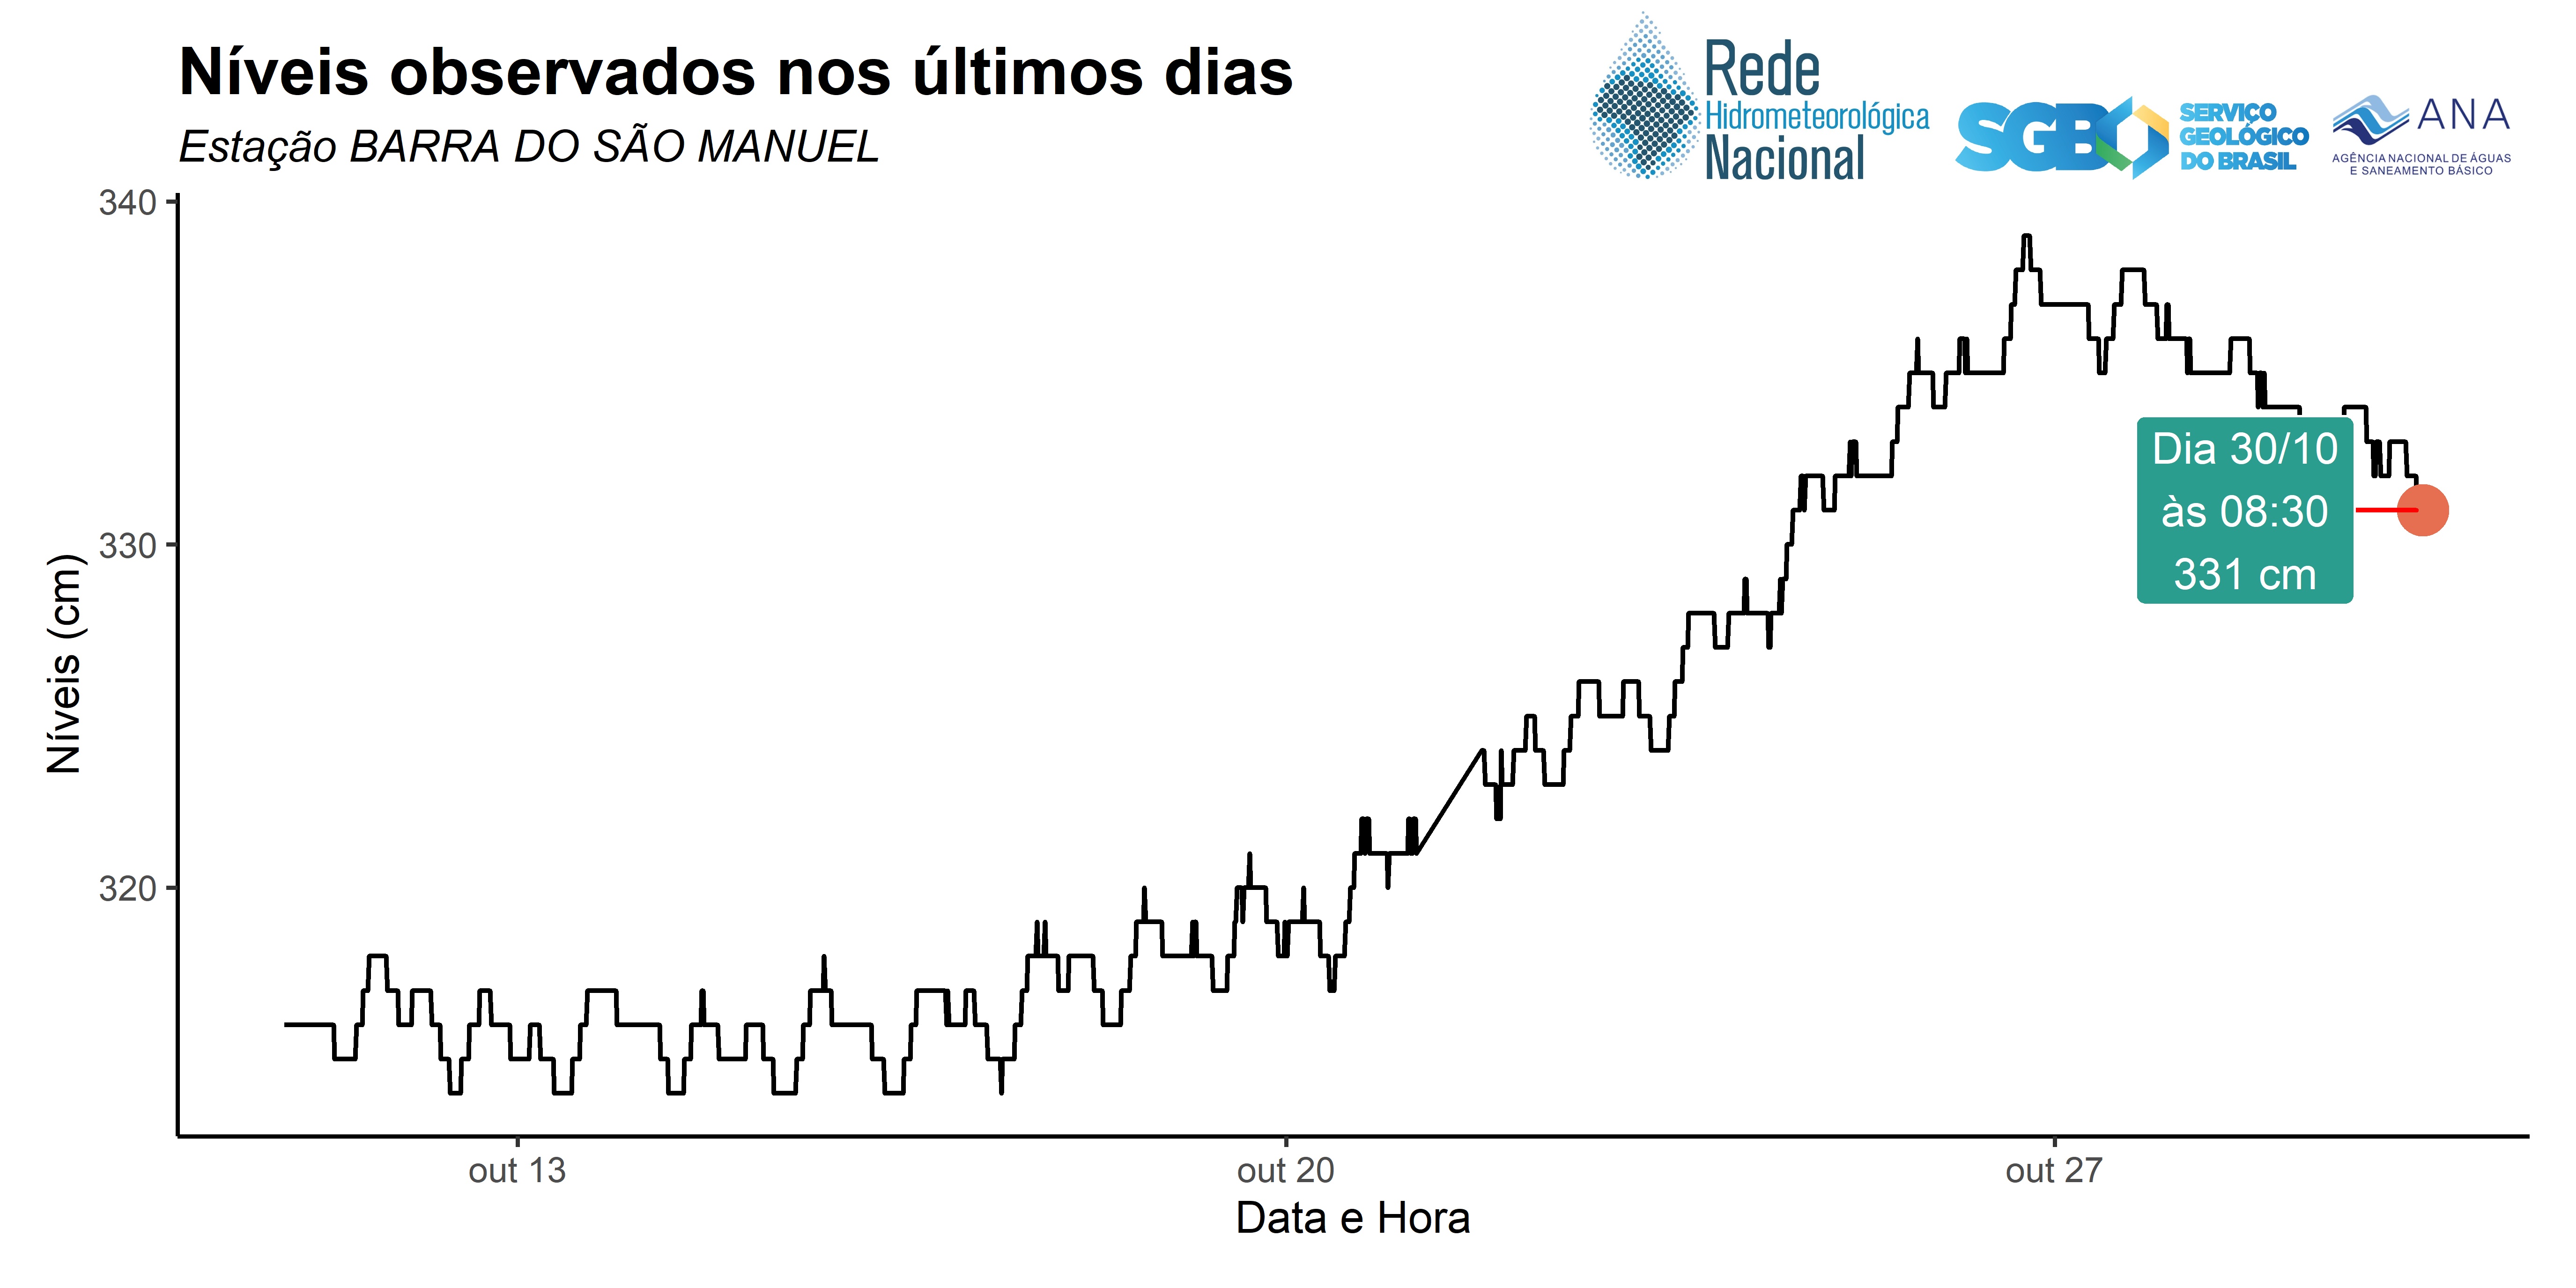 Níveis observados nos últimos dias
Estação BARRA DO SÃO MANUEL
Rede
Hidrometeorológica
Nacional
SGB
SERVIÇO
GEOLÓGICO
DO BRASIL
ANA
AGÊNCIA NACIONAL DE ÁGUAS
E SANEAMENTO BÁSICO
340
330
320
Níveis (cm)
Dia 30/10
às 08:30
331 cm
out 13
out 20
out 27
Data e Hora